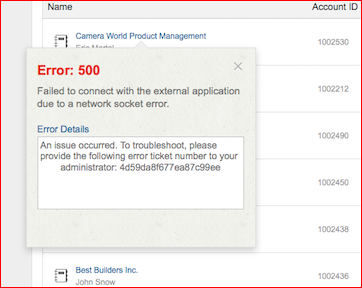 Name Account ID
Camera World Product Management
Eric Martel
1002530
Error: 500
Failed to connect with the external application
due to a network socket error.
1002212
Error Details
An issue occurred. To troubleshoot, please
provide the following error ticket number to your
administrator: 4d59da8f677ea87c99ee
1002490
1002435
1002450
1002438
Best Builders Inc.
John Snow
1002436